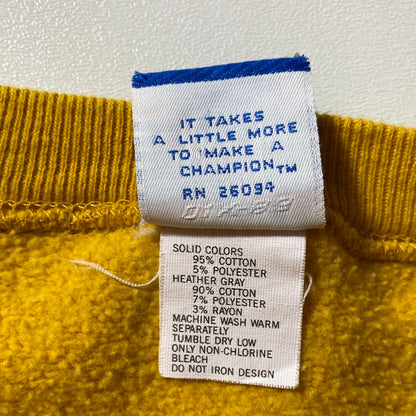 IT TAKES
A LITTLE MORE
TO MAKE A
CHAMPION™
RN 26094
SOLID COLORS
95% COTTON
5% POLYESTER
HEATHER GRAY
90% COTTON
7% POLYESTER
3% RAYON
MACHINE WASH WARM
SEPARATELY
TUMBLE DRY LOW
ONLY NON-CHLORINE
BLEACH
DO NOT IRON DESIGN